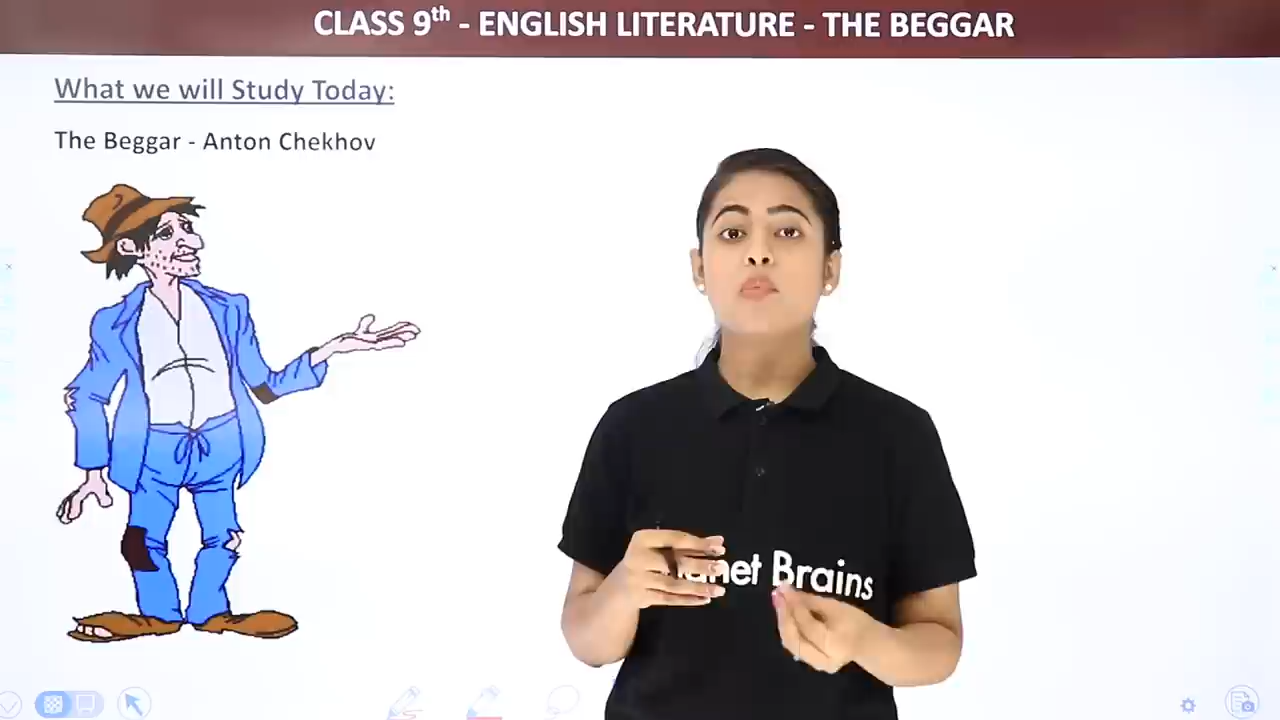 CLASS 9th - ENGLISH LITERATURE - THE BEGGAR
What we will Study Today:
The Beggar - Anton Chekhov
Brains